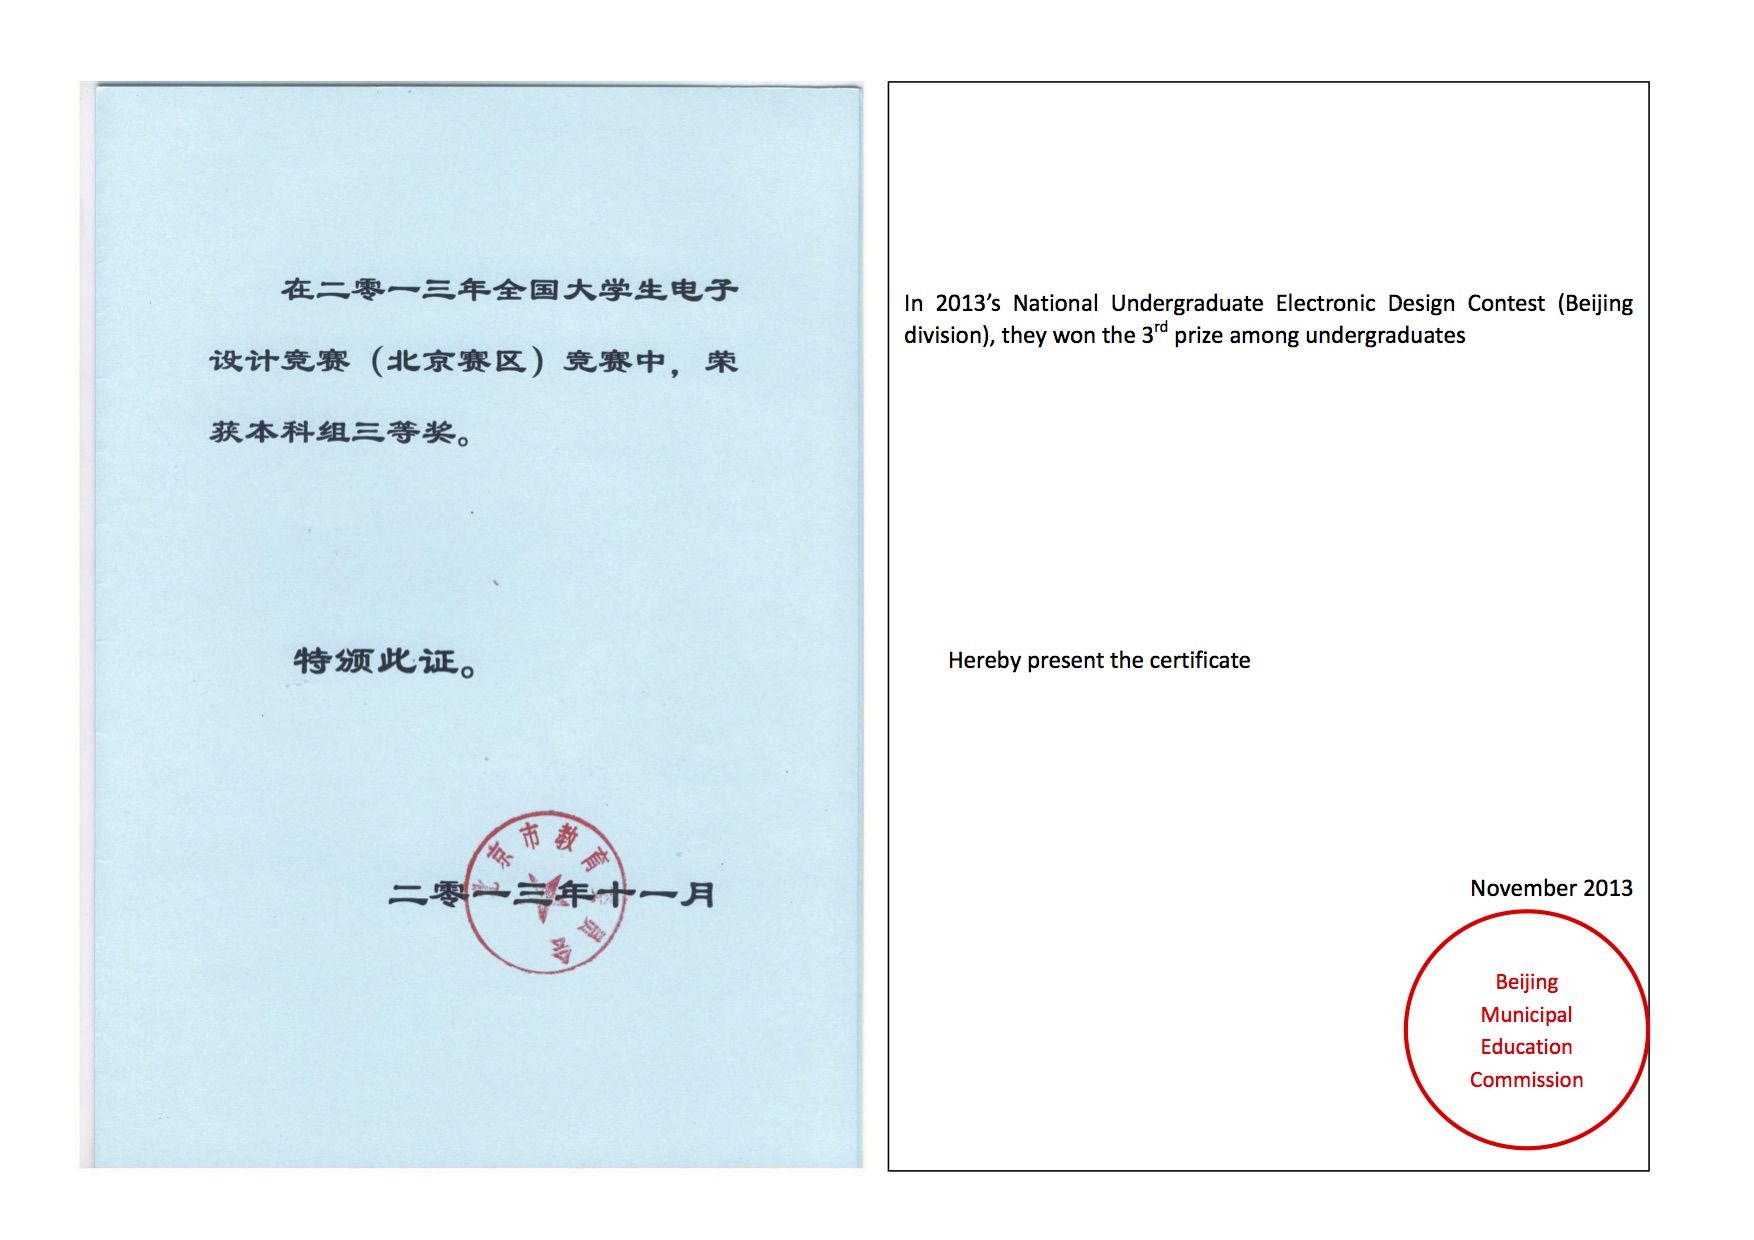 在二零一三年全国大学生电子
设计竞赛（北京赛区）竞赛中，荣
获本科组三等奖。
特颁此证。
北京市教育委员会
二零一三年十一月
In 2013’s National Undergraduate Electronic Design Contest (Beijing
division), they won the 3rd prize among undergraduates
Hereby present the certificate
November 2013
Beijing
Municipal
Education
Commission